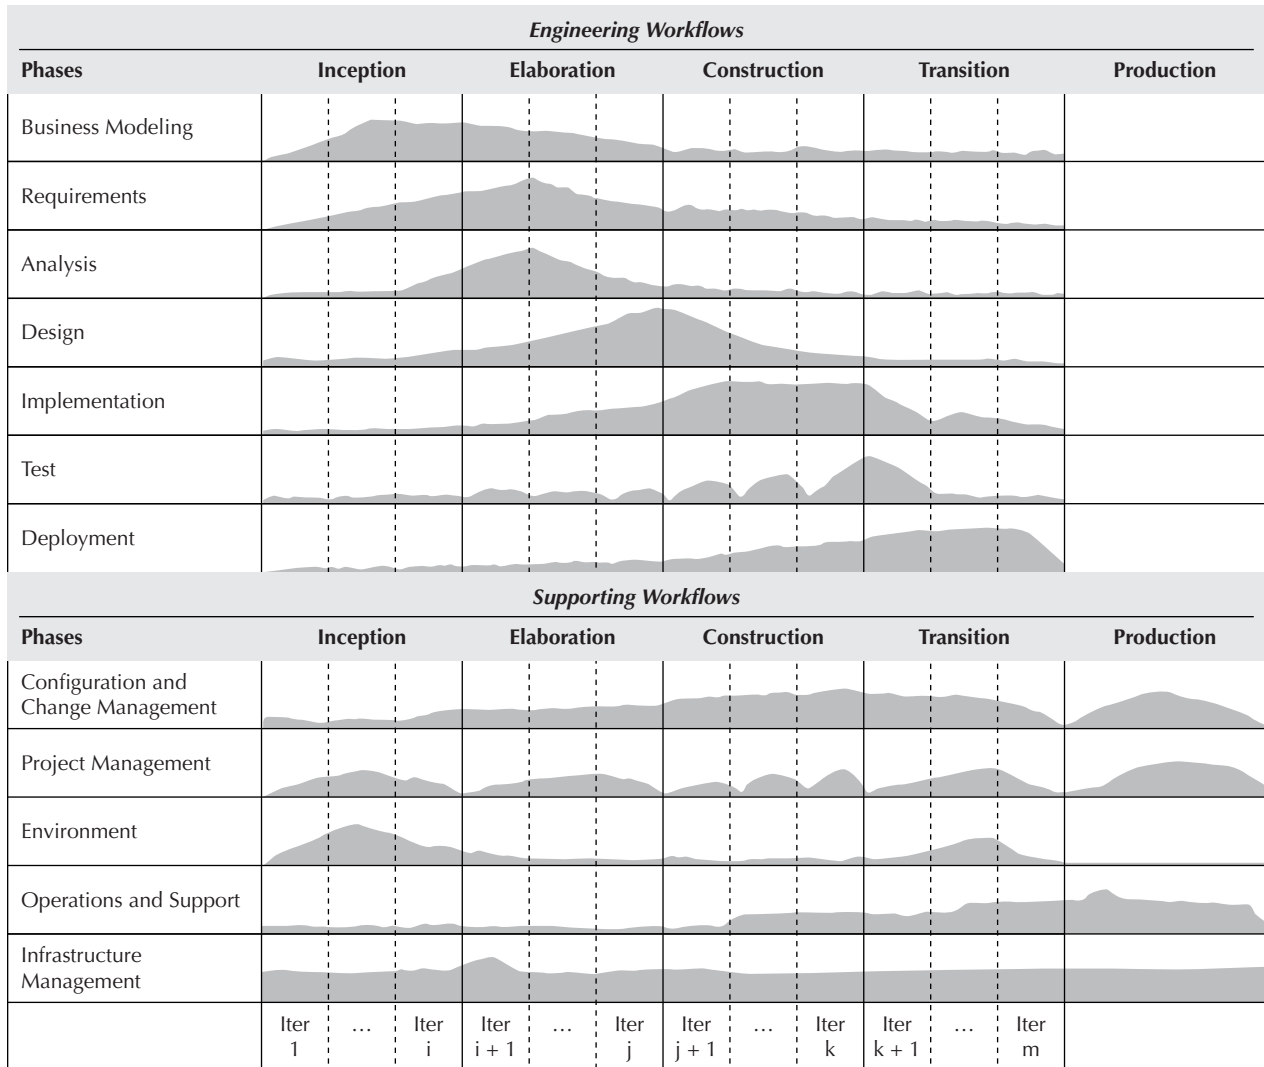 Engineering Workflows
Phases Inception Elaboration Construction Transition Production
Business Modeling
Requirements
Analysis
Design
Implementation
Test
Deployment
Supporting Workflows
Phases Inception Elaboration Construction Transition Production
Configuration and
Change Management
Project Management
Environment
Operations and Support
Infrastructure
Management
Iter … Iter Iter … Iter Iter … Iter Iter … Iter
1 i i + 1 j j + 1 k k + 1 m